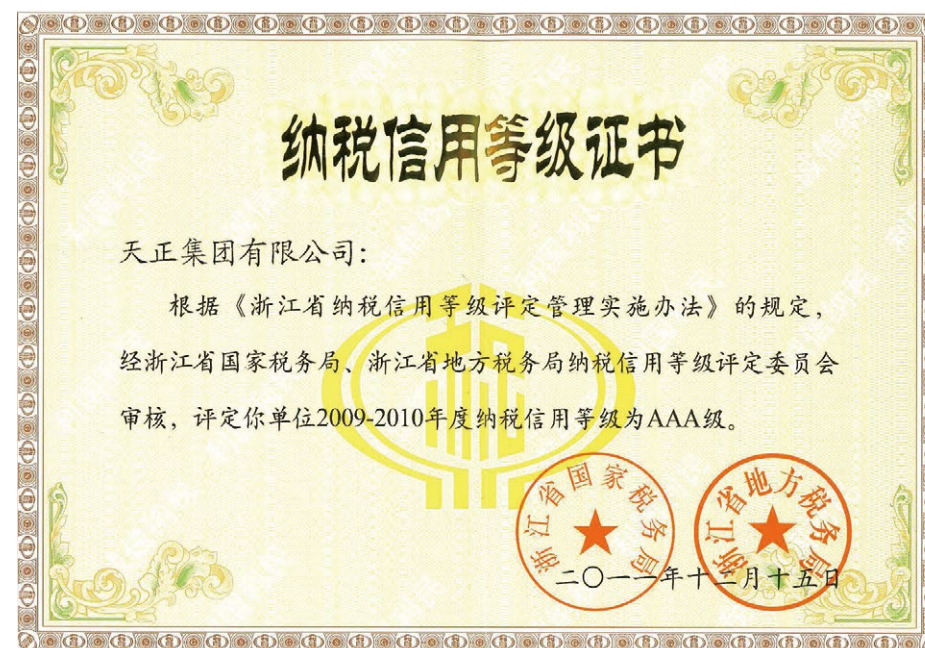 纳税信用等级证书
天正集团有限公司：
根据《浙江省纳税信用等级评定管理实施办法》的规定，
经浙江省国家税务局、浙江省地方税务局纳税信用等级评定委员会
审核，评定你单位2009-2010年度纳税信用等级为AAA级。
浙江省国家税务局
浙江省地方税务局
二〇一一年十二月十五日